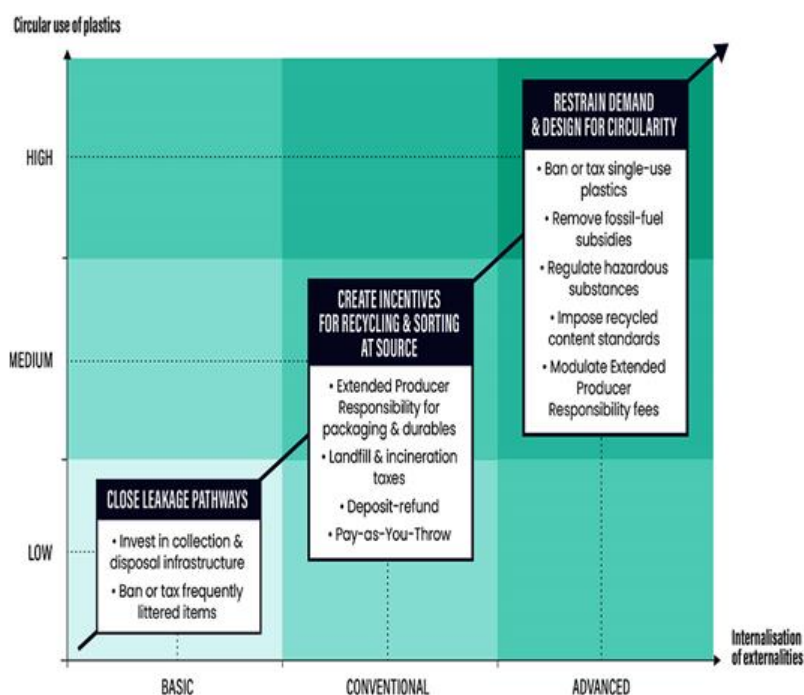 Circular use of plastics
HIGH
MEDIUM
LOW
RESTRAIN DEMAND
& DESIGN FOR CIRCULARITY
• Ban or tax single-use
plastics
• Remove fossil-fuel
subsidies
• Regulate hazardous
substances
• Impose recycled
content standards
• Modulate Extended
Producer
Responsibility fees
CREATE INCENTIVES
FOR RECYCLING & SORTING
AT SOURCE
• Extended Producer
Responsibility for
packaging & durables
• Landfill & incineration
taxes
• Deposit-refund
• Pay-as-You-Throw
CLOSE LEAKAGE PATHWAYS
• Invest in collection &
disposal infrastructure
• Ban or tax frequently
littered items
Internalisation
of externalities
BASIC
CONVENTIONAL
ADVANCED